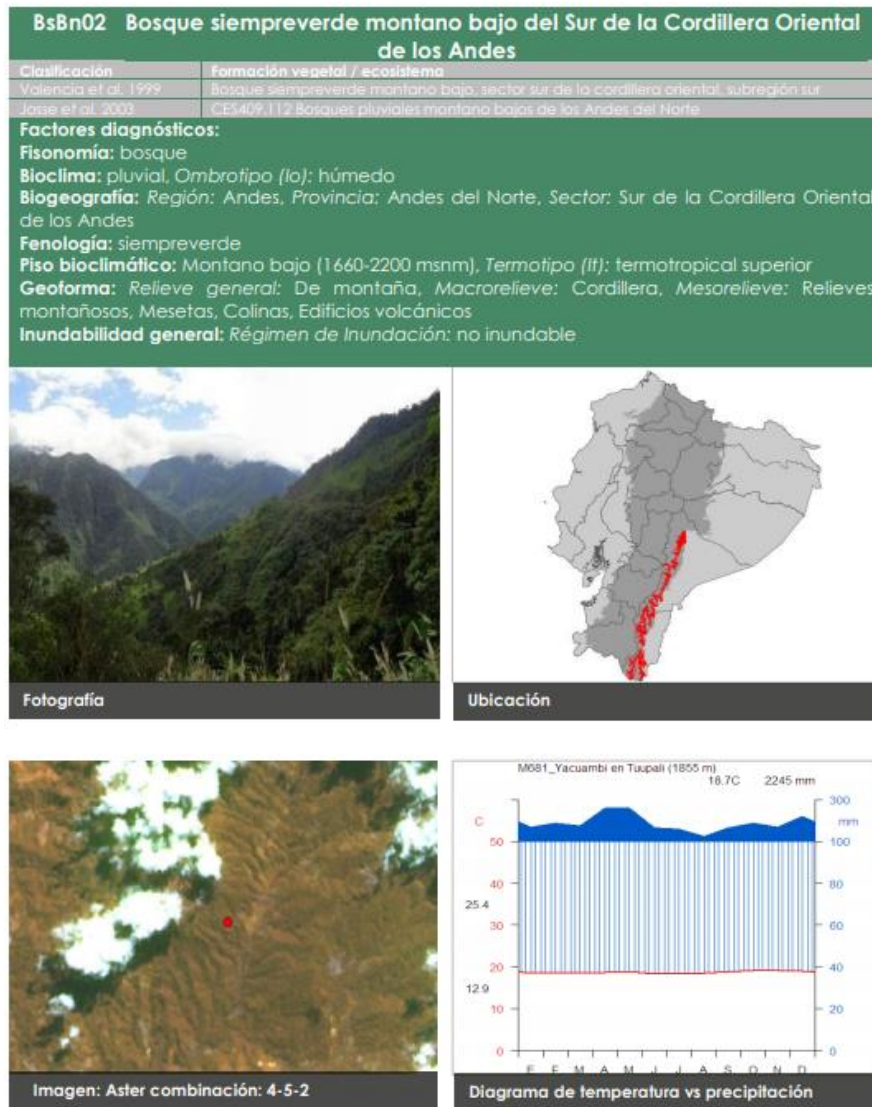 BsBn02 Bosque siempreverde montano bajo del Sur de la Cordillera Oriental
de los Andes
Clasificación Formación vegetal / ecosistema
Valencia et al. 1999 Bosque siempreverde montano bajo, sector sur de la cordillera oriental, subregión sur
Josse et al. 2003 CES409.112 Bosques pluviales montano bajos de los Andes del Norte
Factores diagnósticos:
Fisonomía: bosque
Bioclima: pluvial, Ombrotipo (Io): húmedo
Biogeografía: Región: Andes, Provincia: Andes del Norte, Sector: Sur de la Cordillera Oriental
de los Andes
Fenología: siempreverde
Piso bioclimático: Montano bajo (1660-2200 msnm), Termotipo (It): termotropical superior
Geoforma: Relieve general: De montaña, Macrorelieve: Cordillera, Mesorelieve: Relieves
montañosos, Mesetas, Colinas, Edificios volcánicos
Inundabilidad general: Régimen de Inundación: no inundable
Fotografía
Ubicación
Imagen: Aster combinación: 4-5-2
M681_Yacuambi en Tuupali (1855 m)
18.7C 2245 mm
C
300
mm
50 100
40 80
25.4
30 60
20 40
12.9
10 20
0 0
E F M A M J J A S O N D
Diagrama de temperatura vs precipitación